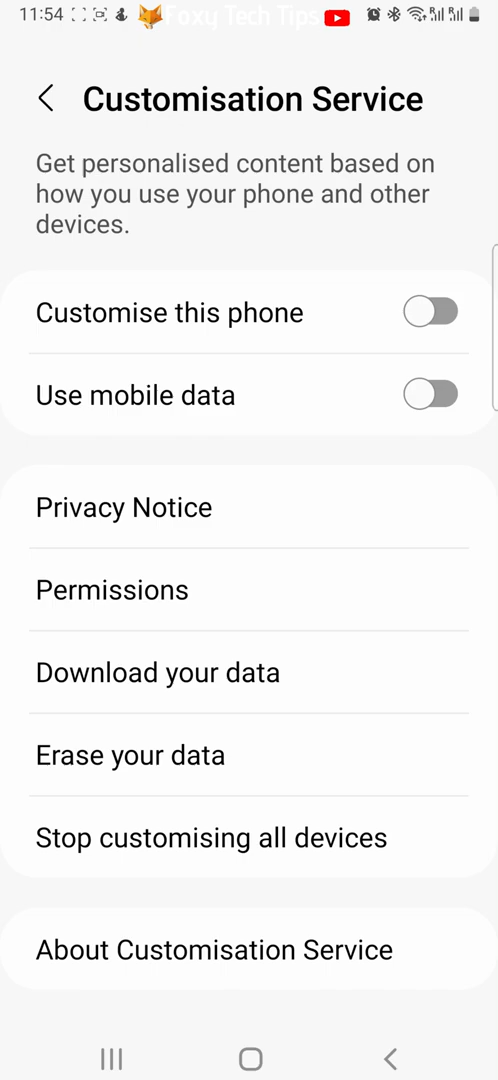 11:54 Foxy Tech Tips
Customisation Service
Get personalised content based on
how you use your phone and other
devices.
Customise this phone
Use mobile data
Privacy Notice
Permissions
Download your data
Erase your data
Stop customising all devices
About Customisation Service